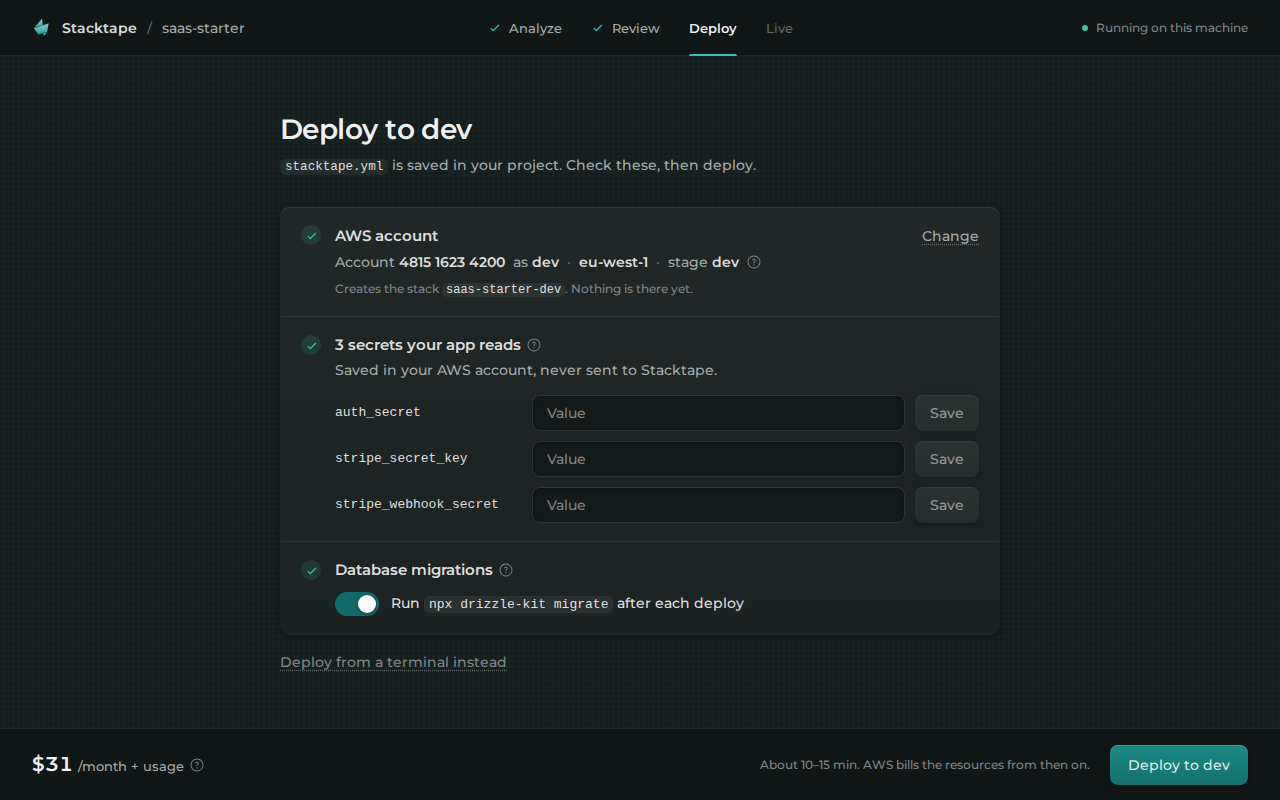 Stacktape / saas-starter
Analyze
Review
Deploy
Live
Running on this machine
Deploy to dev
stacktape.yml is saved in your project. Check these, then deploy.
AWS account
Change
Account 4815 1623 4200 as dev · eu-west-1 · stage dev ?
Creates the stack saas-starter-dev. Nothing is there yet.
3 secrets your app reads ?
Saved in your AWS account, never sent to Stacktape.
auth_secret Value Save
stripe_secret_key Value Save
stripe_webhook_secret Value Save
Database migrations ?
Run npx drizzle-kit migrate after each deploy
Deploy from a terminal instead
$31 /month + usage ?
About 10–15 min. AWS bills the resources from then on.
Deploy to dev